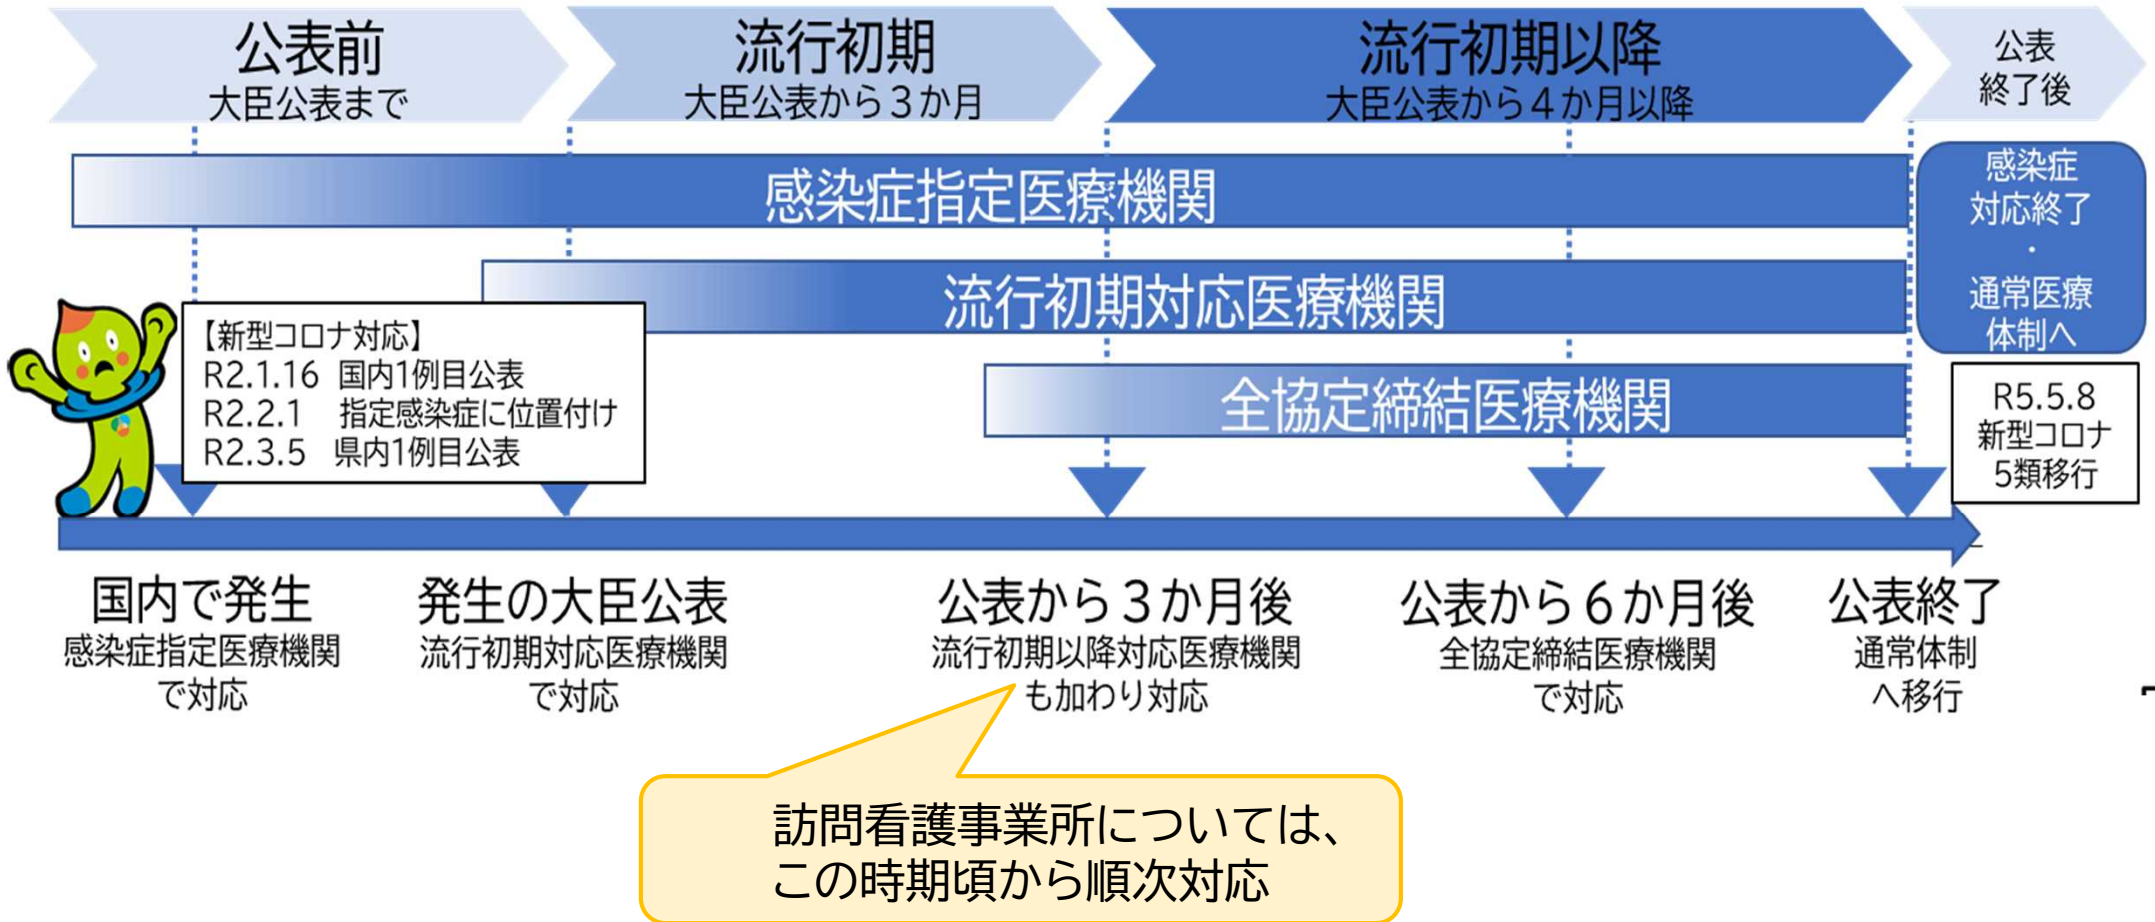 公表前
大臣公表まで
流行初期
大臣公表から３か月
流行初期以降
大臣公表から４か月以降
公表
終了後
感染症指定医療機関
流行初期対応医療機関
全協定締結医療機関
感染症
対応終了
・
通常医療
体制へ
【新型コロナ対応】
R2.1.16 国内1例目公表
R2.2.1 指定感染症に位置付け
R2.3.5 県内1例目公表
R5.5.8
新型コロナ
5類移行
国内で発生
感染症指定医療機関
で対応
発生の大臣公表
流行初期対応医療機関
で対応
公表から３か月後
流行初期以降対応医療機関
も加わり対応
公表から６か月後
全協定締結医療機関
で対応
公表終了
通常体制
へ移行
訪問看護事業所については、
この時期頃から順次対応